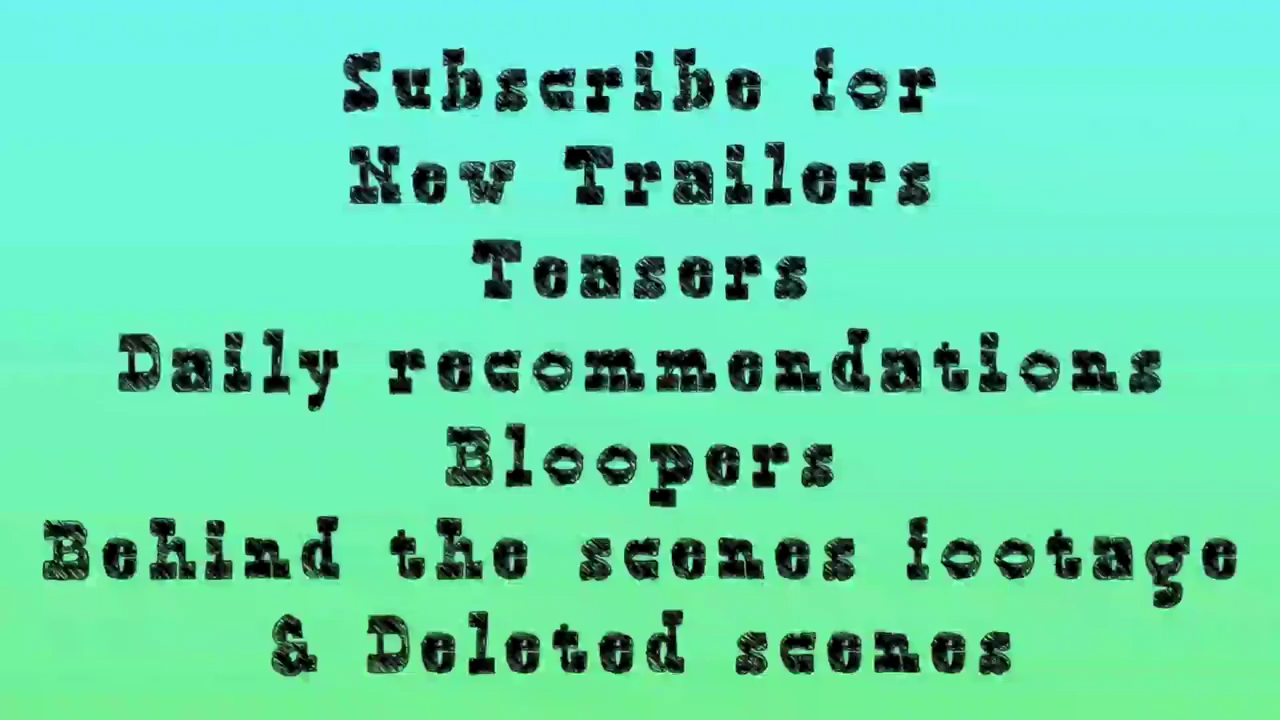 Subscribe for
New Trailers
Teasers
Daily recommendations
Bloopers
Behind the scenes footage
& Deleted scenes